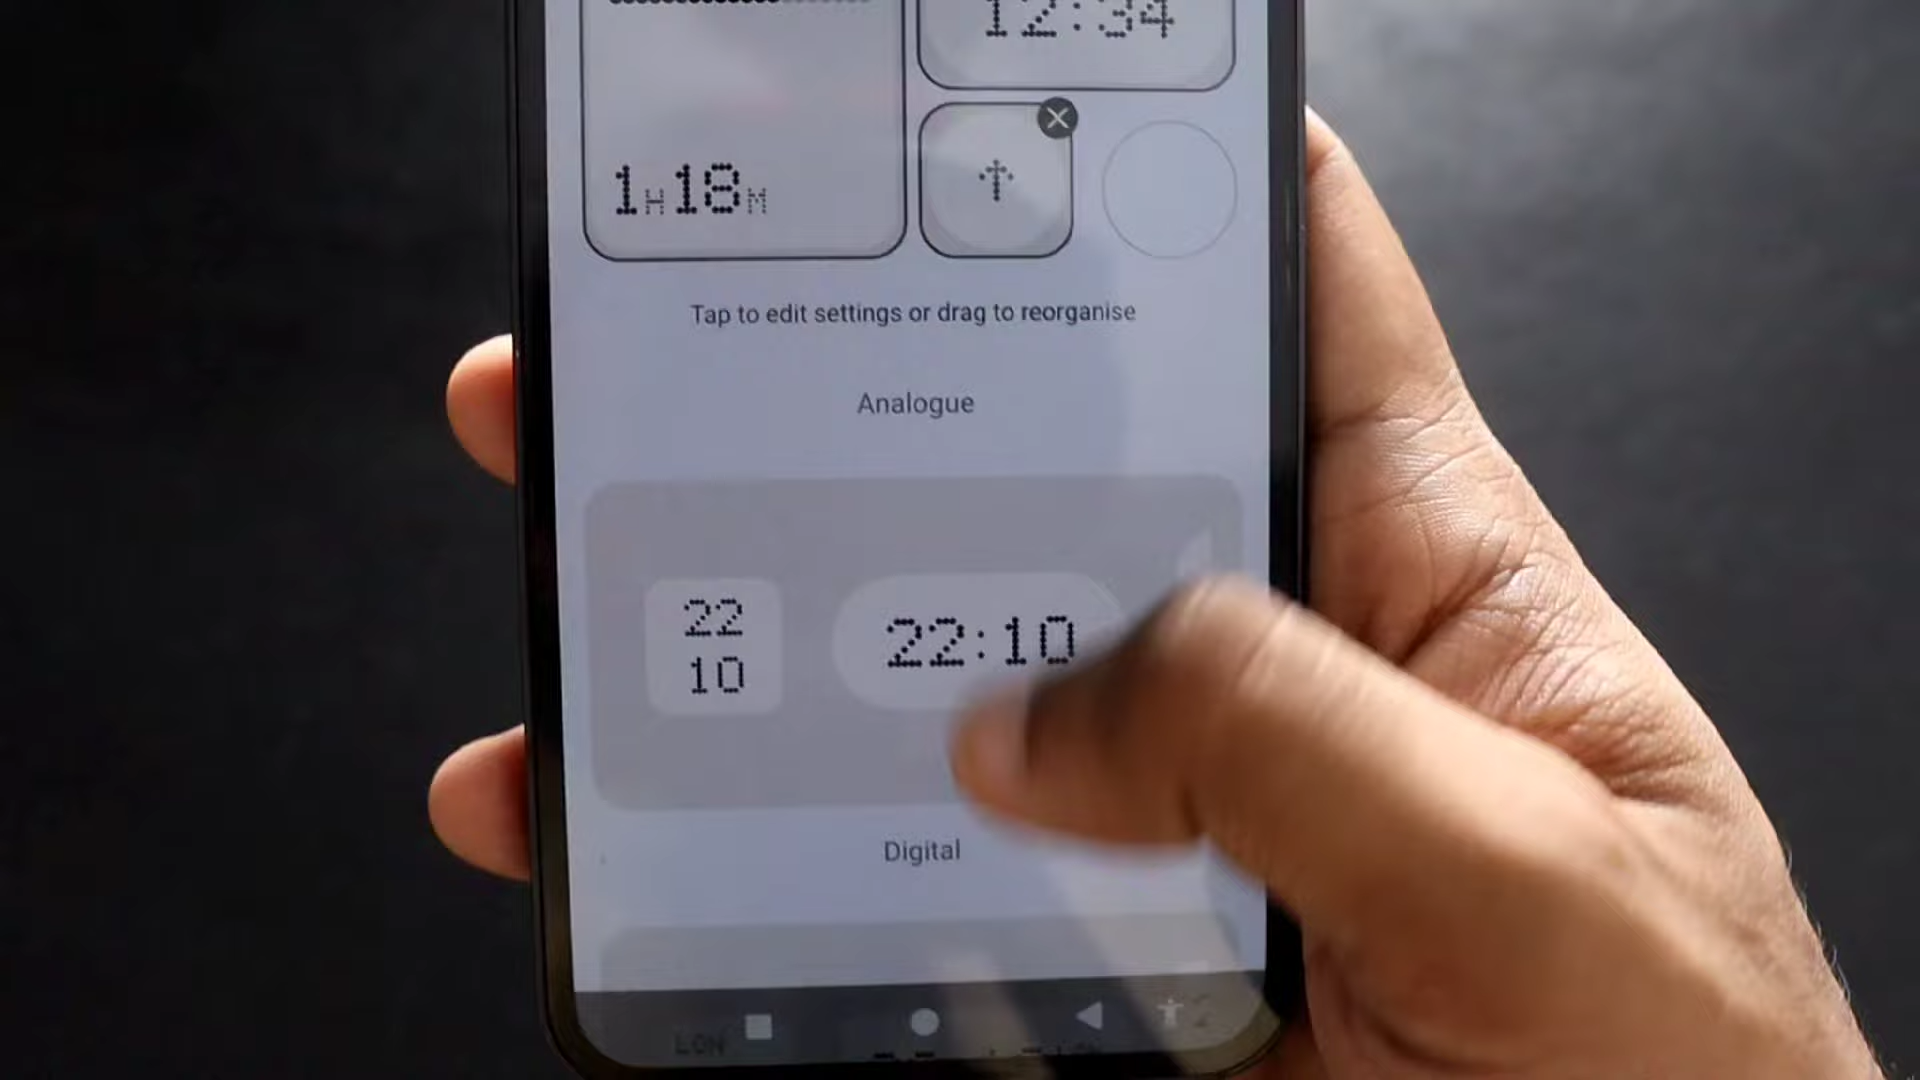 12:34
1H18M
Tap to edit settings or drag to reorganise
Analogue
22
10
22:10
Digital
LON